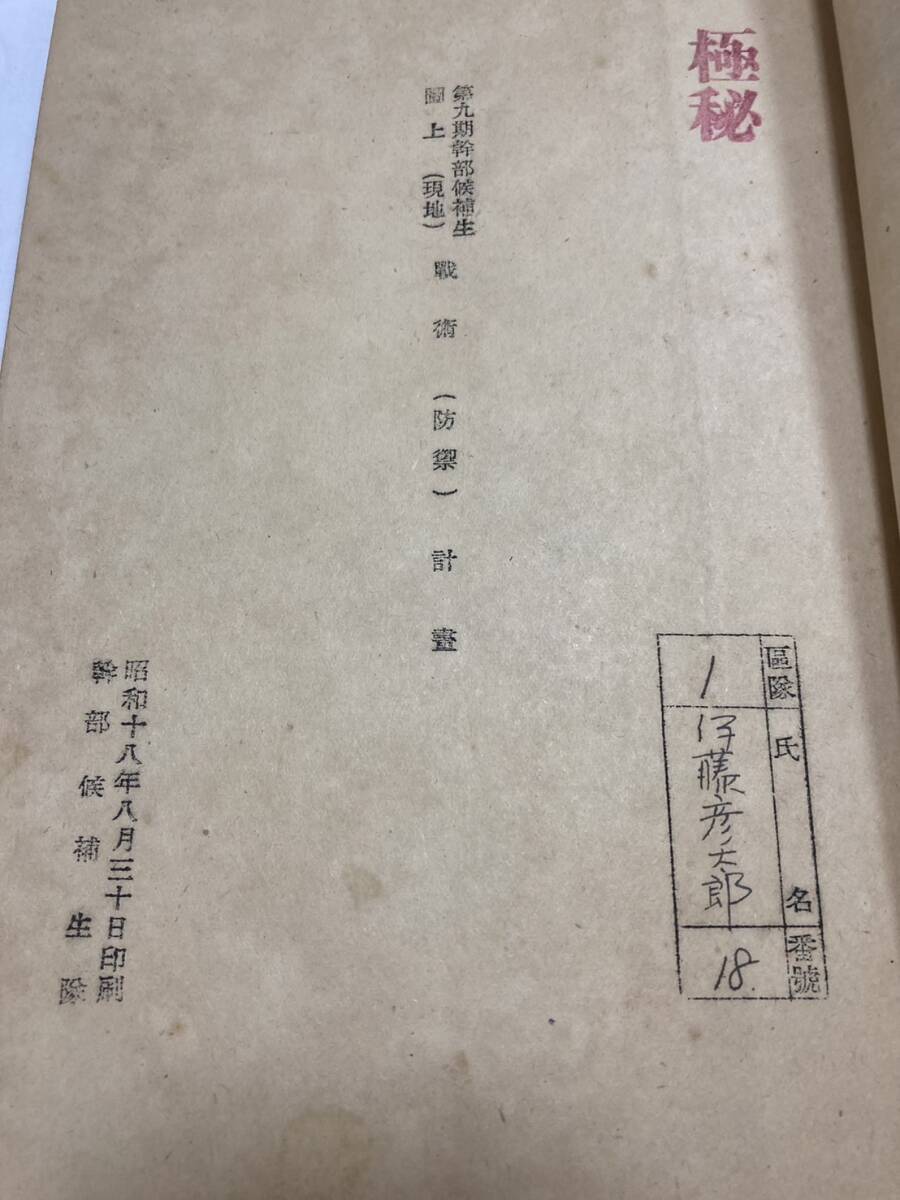 極秘
第九期幹部候補生
圖上（現地）戰術（防禦）計畫
區隊 氏名 番號
1 伊藤彦太郎 18.
昭和十八年八月三十日印刷
幹部候補生隊